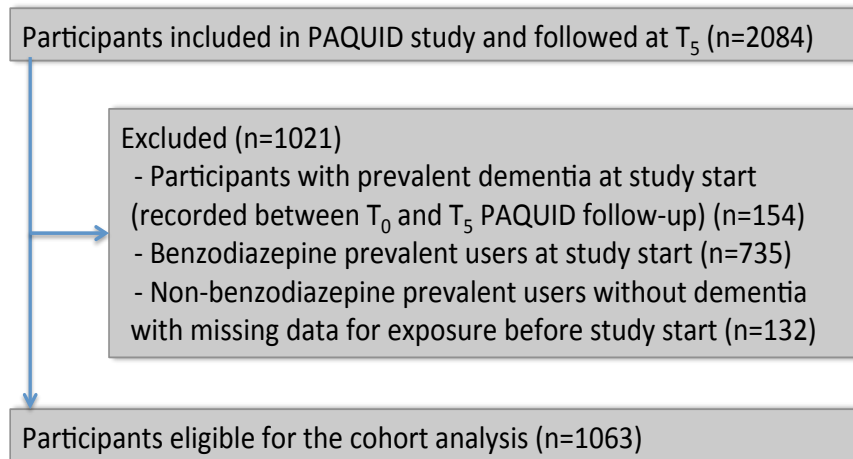 Participants included in PAQUID study and followed at T₅ (n=2084)
Excluded (n=1021)
- Participants with prevalent dementia at study start
(recorded between T₀ and T₅ PAQUID follow-up) (n=154)
- Benzodiazepine prevalent users at study start (n=735)
- Non-benzodiazepine prevalent users without dementia
with missing data for exposure before study start (n=132)
Participants eligible for the cohort analysis (n=1063)